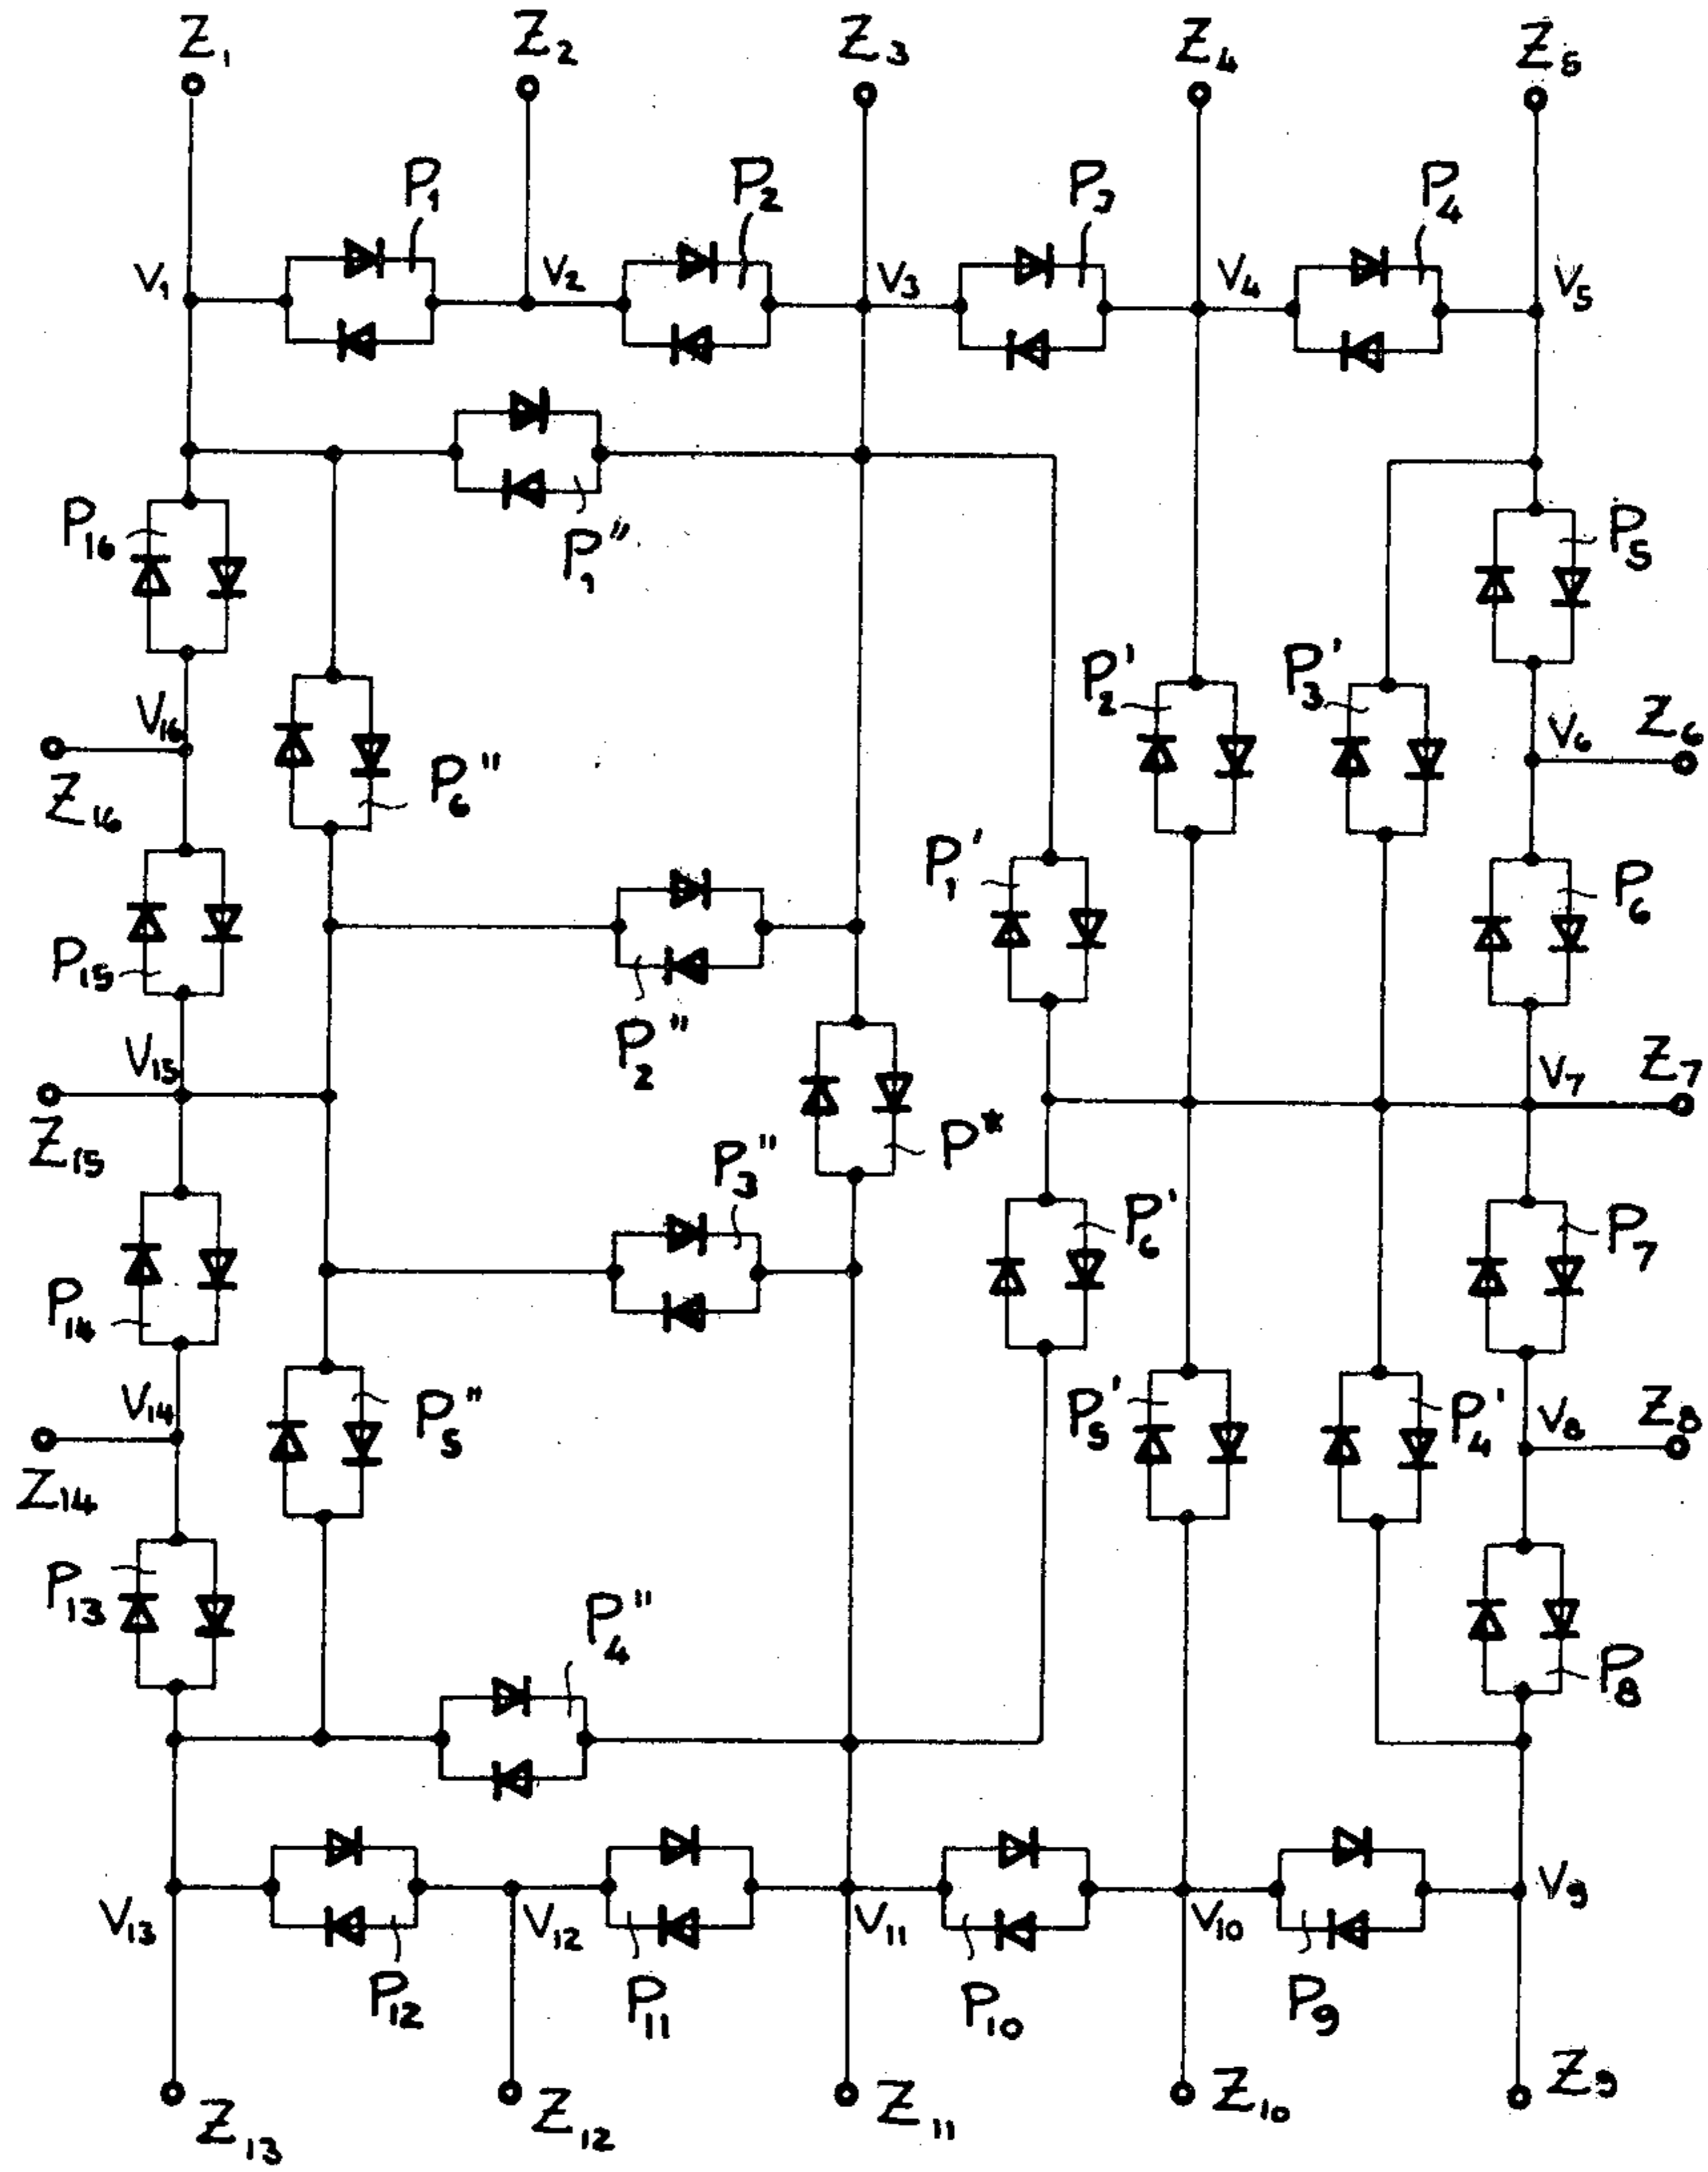 Z₁ Z₂ Z₃ Z₄ Z₅
P₁ P₂ P₃ P₄
V₁ V₂ V₃ V₄ V₅
P₁₆ P₁" P₅
V₁₆ P₂' P₃' V₆ Z₆
Z₁₆ P₆"
P₁' P₆
P₁₅
P₂"
V₁₅ V₇ Z₇
Z₁₅ P*
P₃" P₆' P₇
P₁₄
V₁₄ P₅" P₅' P₄' V₈ Z₈
Z₁₄
P₁₃ P₄"
P₈
V₁₃ V₁₂ V₁₁ V₁₀ V₉
P₁₂ P₁₁ P₁₀ P₉
Z₁₃ Z₁₂ Z₁₁ Z₁₀ Z₉